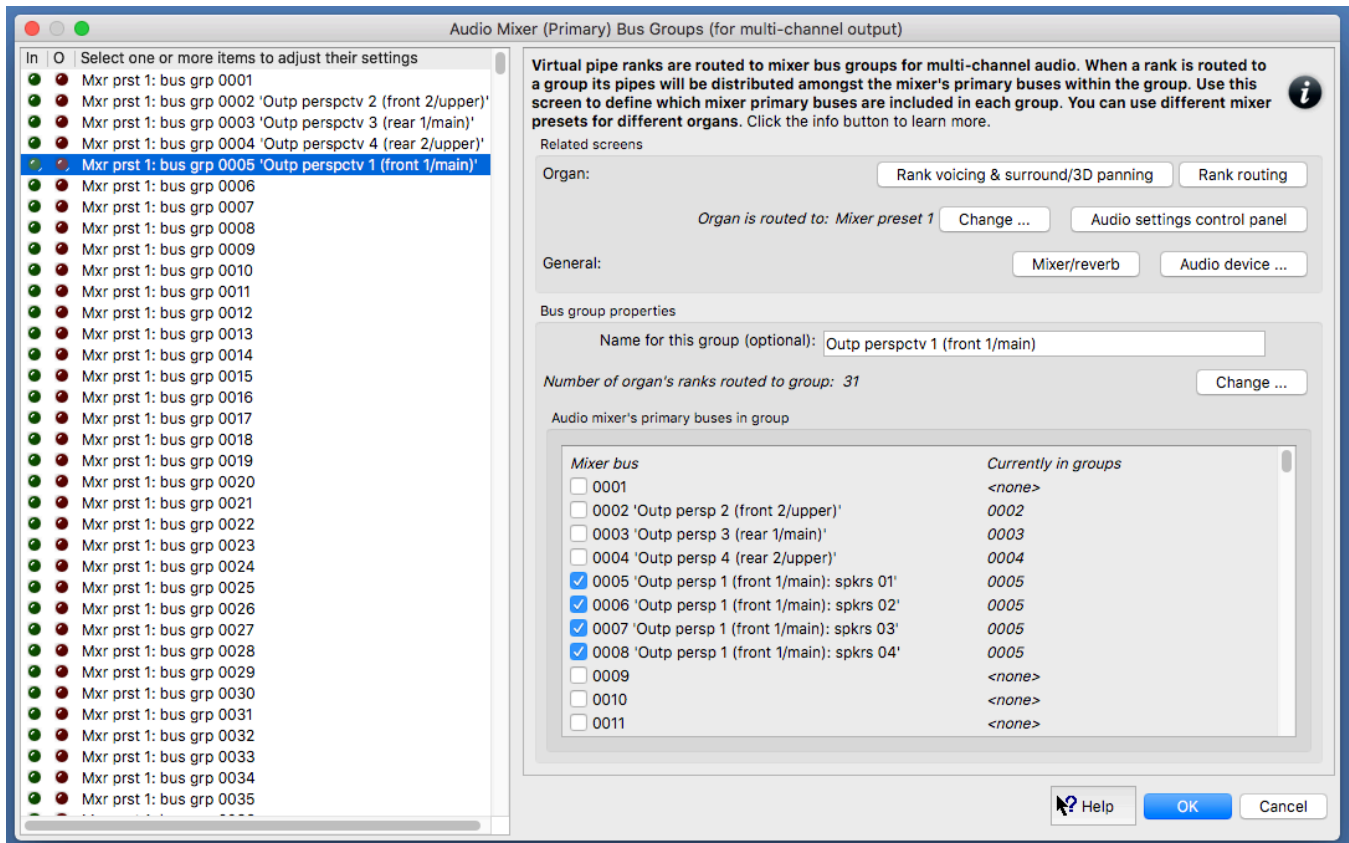 Audio Mixer (Primary) Bus Groups (for multi-channel output)
In O Select one or more items to adjust their settings
Mxr prst 1: bus grp 0001
Mxr prst 1: bus grp 0002 'Outp perspctv 2 (front 2/upper)'
Mxr prst 1: bus grp 0003 'Outp perspctv 3 (rear 1/main)'
Mxr prst 1: bus grp 0004 'Outp perspctv 4 (rear 2/upper)'
Mxr prst 1: bus grp 0005 'Outp perspctv 1 (front 1/main)'
Mxr prst 1: bus grp 0006
Mxr prst 1: bus grp 0007
Mxr prst 1: bus grp 0008
Mxr prst 1: bus grp 0009
Mxr prst 1: bus grp 0010
Mxr prst 1: bus grp 0011
Mxr prst 1: bus grp 0012
Mxr prst 1: bus grp 0013
Mxr prst 1: bus grp 0014
Mxr prst 1: bus grp 0015
Mxr prst 1: bus grp 0016
Mxr prst 1: bus grp 0017
Mxr prst 1: bus grp 0018
Mxr prst 1: bus grp 0019
Mxr prst 1: bus grp 0020
Mxr prst 1: bus grp 0021
Mxr prst 1: bus grp 0022
Mxr prst 1: bus grp 0023
Mxr prst 1: bus grp 0024
Mxr prst 1: bus grp 0025
Mxr prst 1: bus grp 0026
Mxr prst 1: bus grp 0027
Mxr prst 1: bus grp 0028
Mxr prst 1: bus grp 0029
Mxr prst 1: bus grp 0030
Mxr prst 1: bus grp 0031
Mxr prst 1: bus grp 0032
Mxr prst 1: bus grp 0033
Mxr prst 1: bus grp 0034
Mxr prst 1: bus grp 0035
Virtual pipe ranks are routed to mixer bus groups for multi-channel audio. When a rank is routed to
a group its pipes will be distributed amongst the mixer's primary buses within the group. Use this
screen to define which mixer primary buses are included in each group. You can use different mixer
presets for different organs. Click the info button to learn more.
Related screens
Organ: Rank voicing & surround/3D panning Rank routing
Organ is routed to: Mixer preset 1 Change ... Audio settings control panel
General: Mixer/reverb Audio device ...
Bus group properties
Name for this group (optional): Outp perspctv 1 (front 1/main)
Number of organ's ranks routed to group: 31 Change ...
Audio mixer's primary buses in group
Mixer bus Currently in groups
0001 <none>
0002 'Outp persp 2 (front 2/upper)' 0002
0003 'Outp persp 3 (rear 1/main)' 0003
0004 'Outp persp 4 (rear 2/upper)' 0004
0005 'Outp persp 1 (front 1/main): spkrs 01' 0005
0006 'Outp persp 1 (front 1/main): spkrs 02' 0005
0007 'Outp persp 1 (front 1/main): spkrs 03' 0005
0008 'Outp persp 1 (front 1/main): spkrs 04' 0005
0009 <none>
0010 <none>
0011 <none>
Help OK Cancel